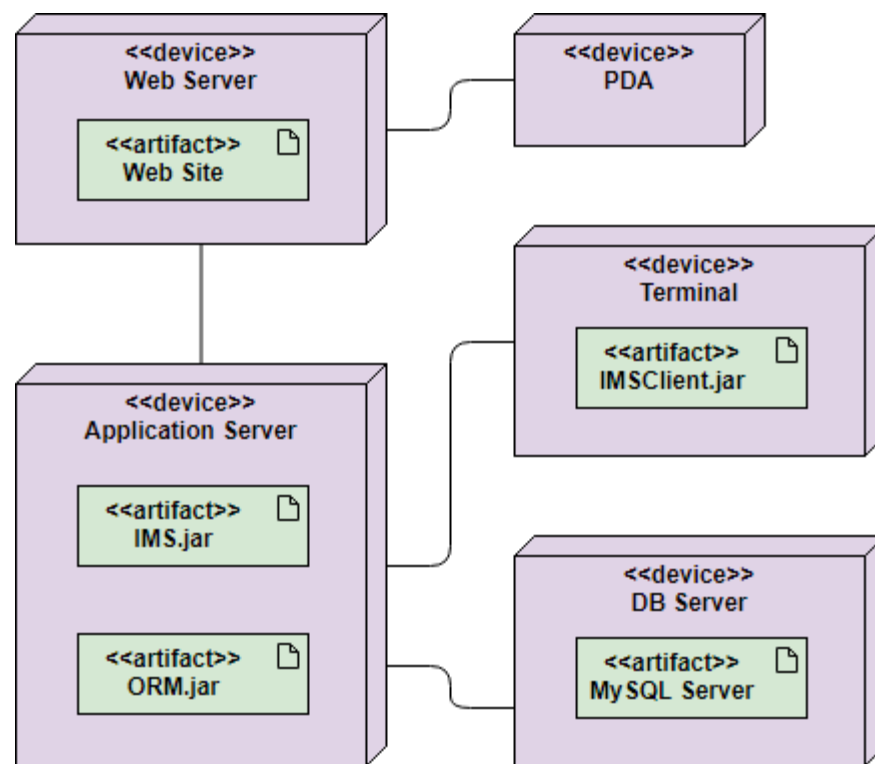 <<device>>
Web Server
<<artifact>>
Web Site
<<device>>
PDA
<<device>>
Terminal
<<artifact>>
IMSClient.jar
<<device>>
Application Server
<<artifact>>
IMS.jar
<<artifact>>
ORM.jar
<<device>>
DB Server
<<artifact>>
MySQL Server